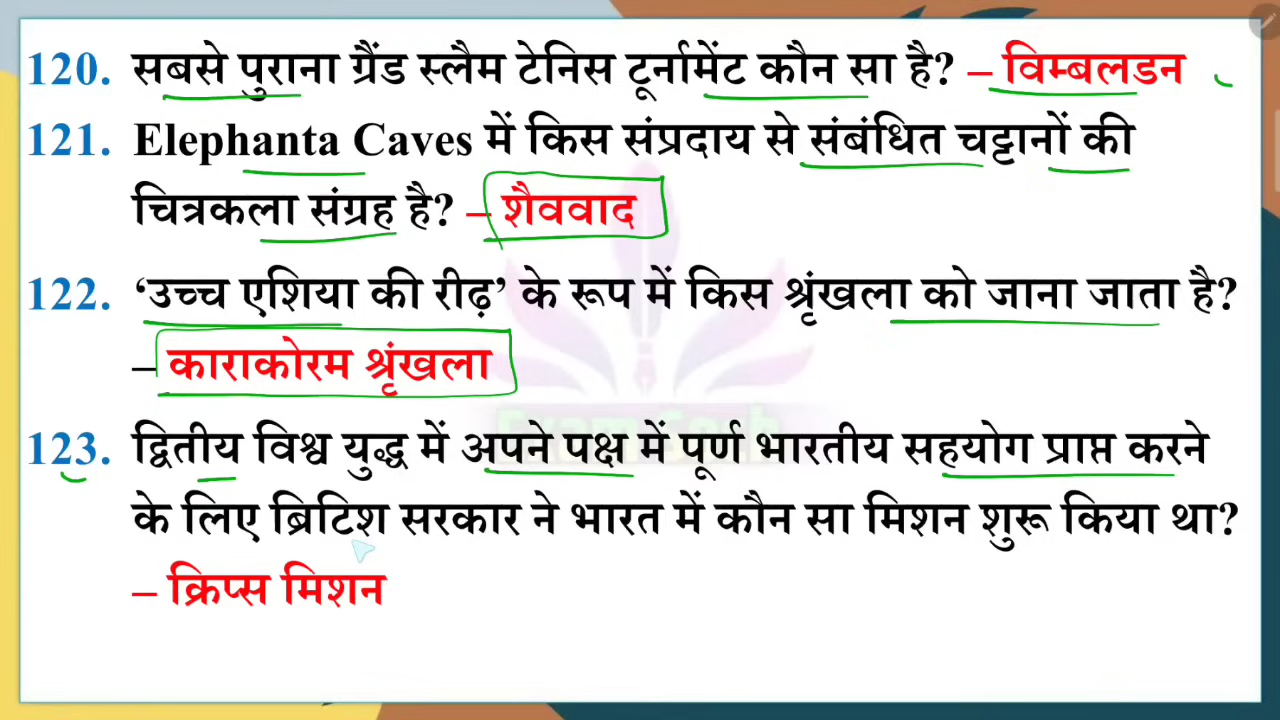 120. सबसे पुराना ग्रैंड स्लैम टेनिस टूर्नामेंट कौन सा है? – विम्बलडन
121. Elephanta Caves में किस संप्रदाय से संबंधित चट्टानों की
चित्रकला संग्रह है? – शैववाद
122. ‘उच्च एशिया की रीढ़’ के रूप में किस श्रृंखला को जाना जाता है?
– काराकोरम श्रृंखला
123. द्वितीय विश्व युद्ध में अपने पक्ष में पूर्ण भारतीय सहयोग प्राप्त करने
के लिए ब्रिटिश सरकार ने भारत में कौन सा मिशन शुरू किया था?
– क्रिप्स मिशन